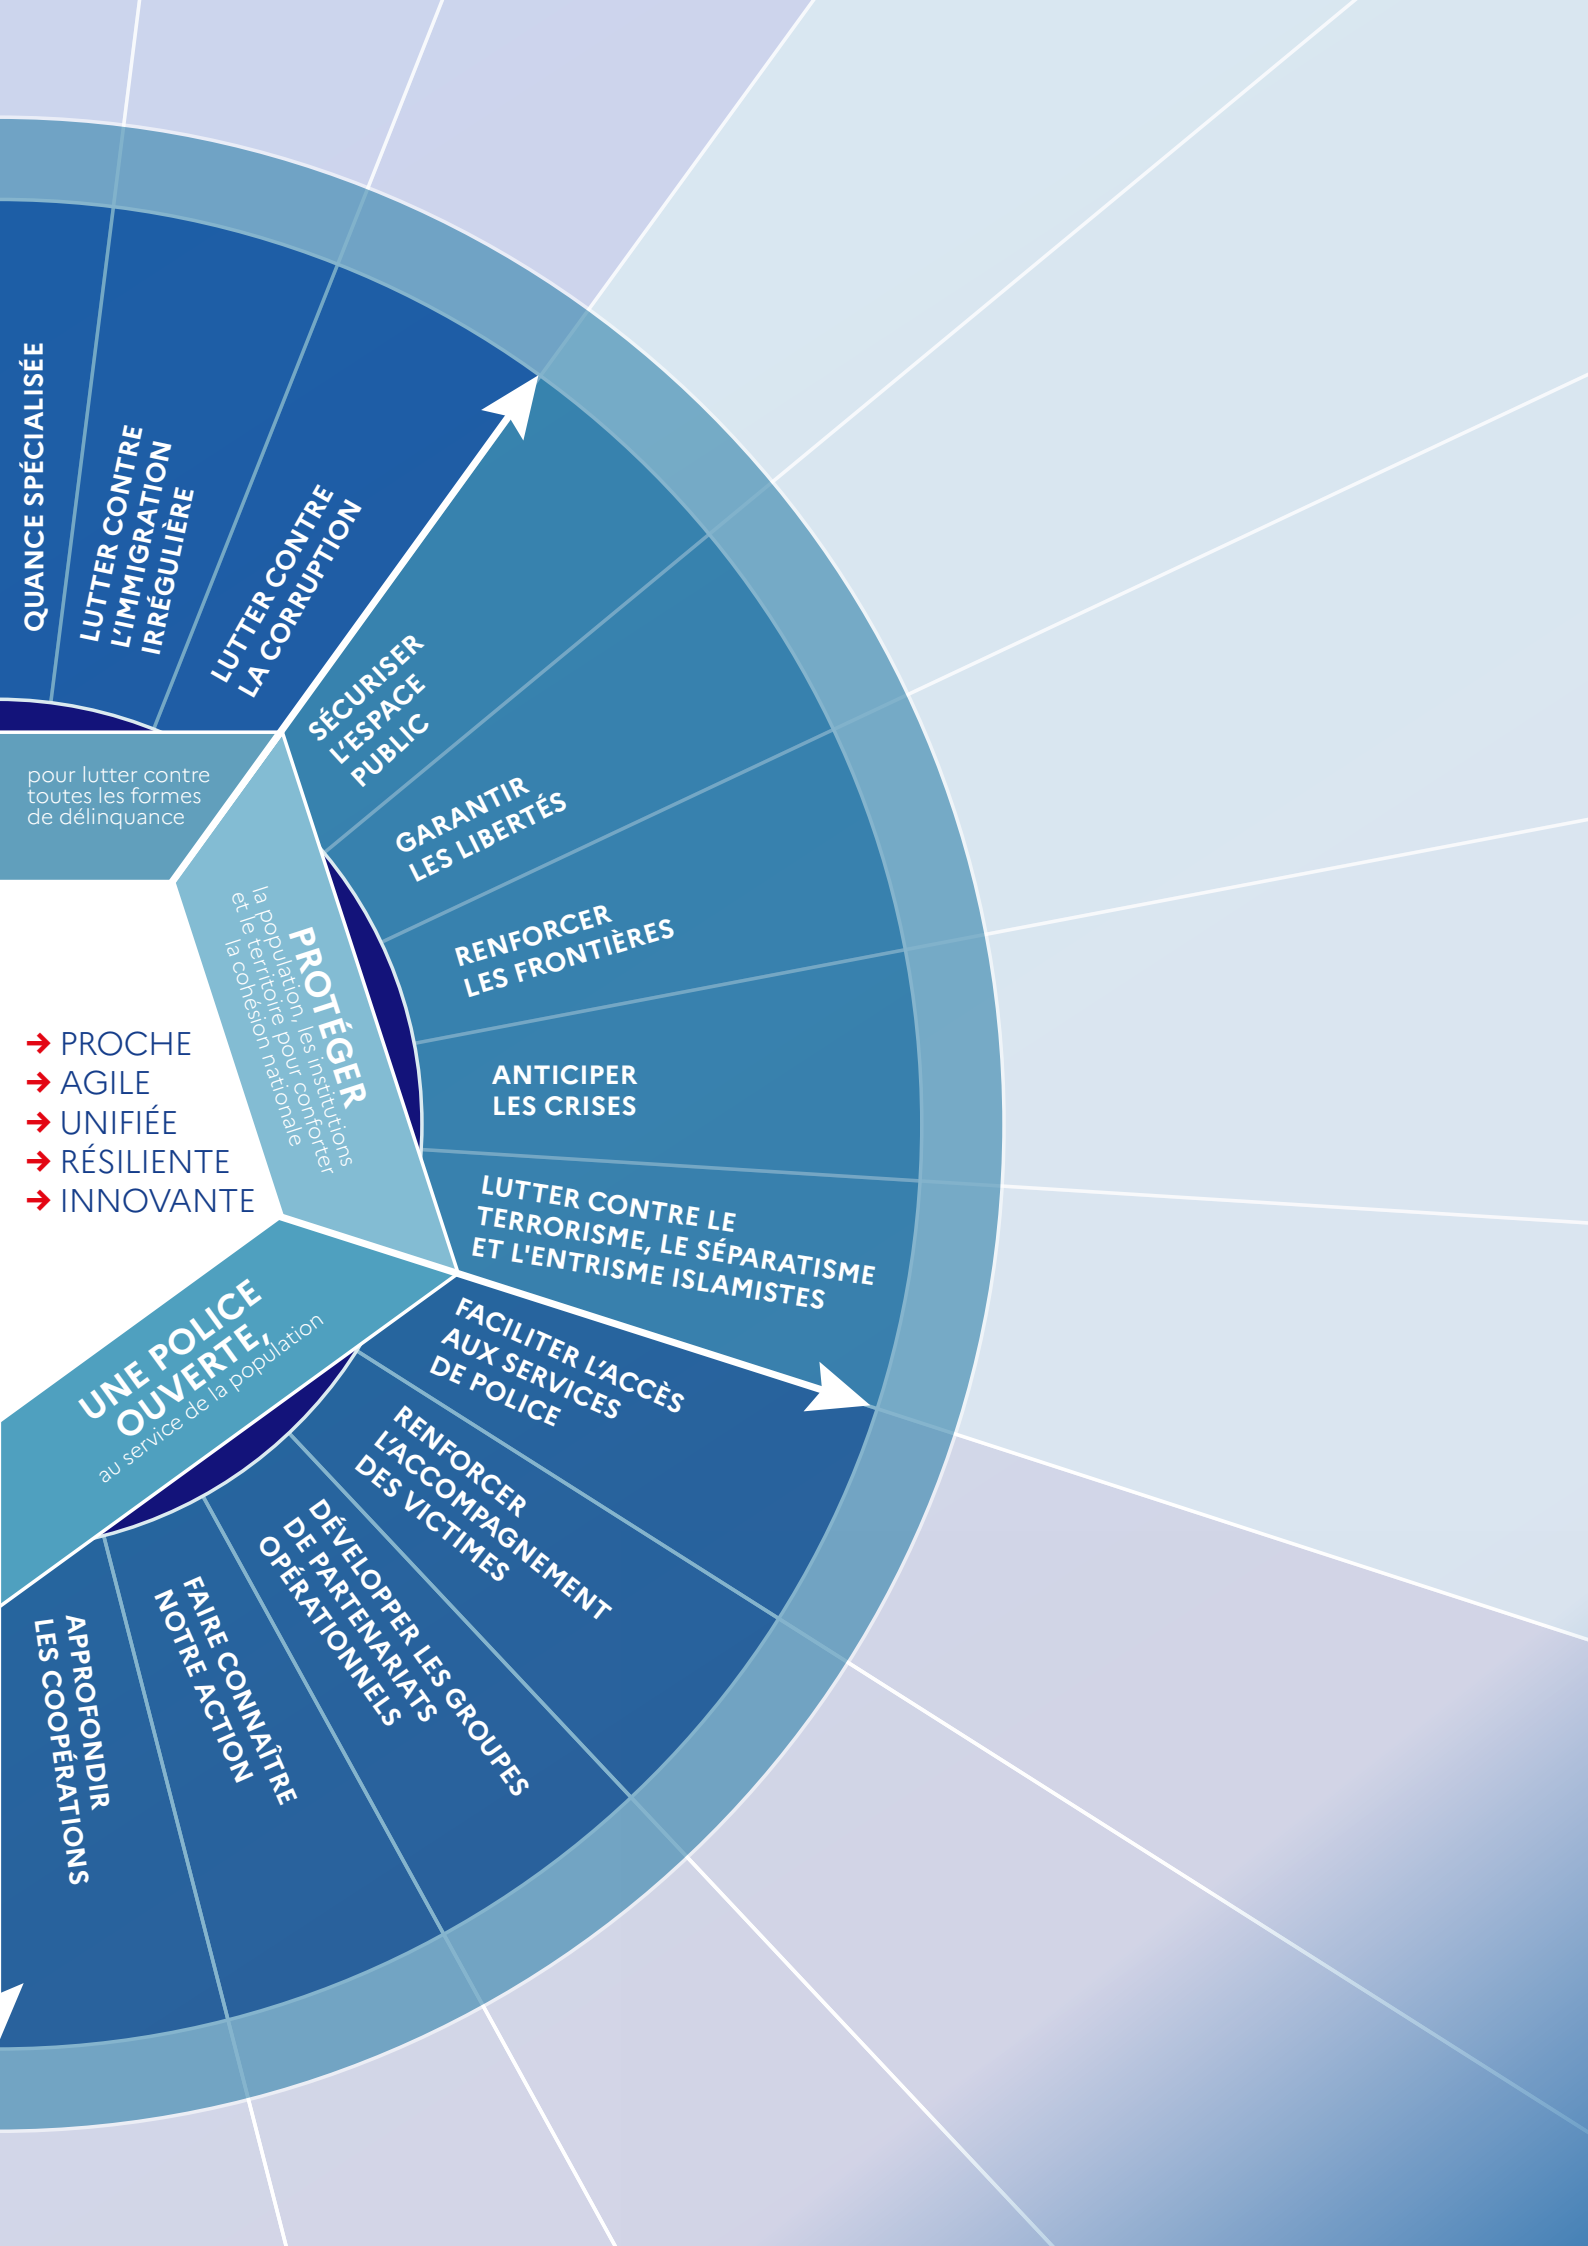 QUANCE SPÉCIALISÉE
LUTTER CONTRE
L'IMMIGRATION
IRRÉGULIÈRE
LUTTER CONTRE
LA CORRUPTION
SÉCURISER
L'ESPACE
PUBLIC
GARANTIR
LES LIBERTÉS
RENFORCER
LES FRONTIÈRES
ANTICIPER
LES CRISES
LUTTER CONTRE LE
TERRORISME, LE SÉPARATISME
ET L'ENTRISME ISLAMISTES
pour lutter contre
toutes les formes
de délinquance
PROTÉGER
la population, les institutions
et le territoire pour conforter
la cohésion nationale
→ PROCHE
→ AGILE
→ UNIFIÉE
→ RÉSILIENTE
→ INNOVANTE
UNE POLICE
OUVERTE,
au service de la population
FACILITER L'ACCÈS
AUX SERVICES
DE POLICE
RENFORCER
L'ACCOMPAGNEMENT
DES VICTIMES
DÉVELOPPER LES GROUPES
DE PARTENARIATS
OPÉRATIONNELS
FAIRE CONNAÎTRE
NOTRE ACTION
APPROFONDIR
LES COOPÉRATIONS